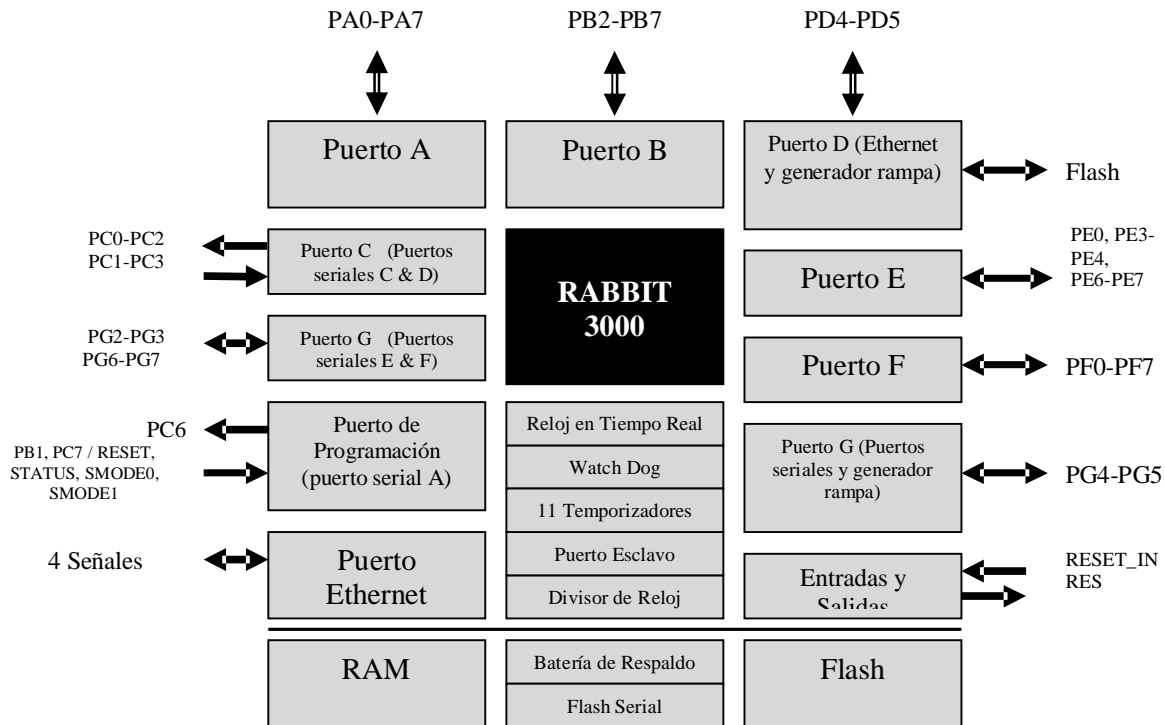 PA0-PA7
PB2-PB7
PD4-PD5
Puerto A
Puerto B
Puerto D (Ethernet
y generador rampa)
Flash
PC0-PC2
PC1-PC3
Puerto C (Puertos
seriales C & D)
RABBIT
3000
Puerto E
PE0, PE3-
PE4,
PE6-PE7
PG2-PG3
PG6-PG7
Puerto G (Puertos
seriales E & F)
Puerto F
PF0-PF7
PC6
PB1, PC7 / RESET,
STATUS, SMODE0,
SMODE1
Puerto de
Programación
(puerto serial A)
Reloj en Tiempo Real
Watch Dog
11 Temporizadores
Puerto Esclavo
Divisor de Reloj
Puerto G (Puertos
seriales y generador
rampa)
PG4-PG5
4 Señales
Puerto
Ethernet
Entradas y
Salidas
RESET_IN
RES
RAM
Batería de Respaldo
Flash Serial
Flash